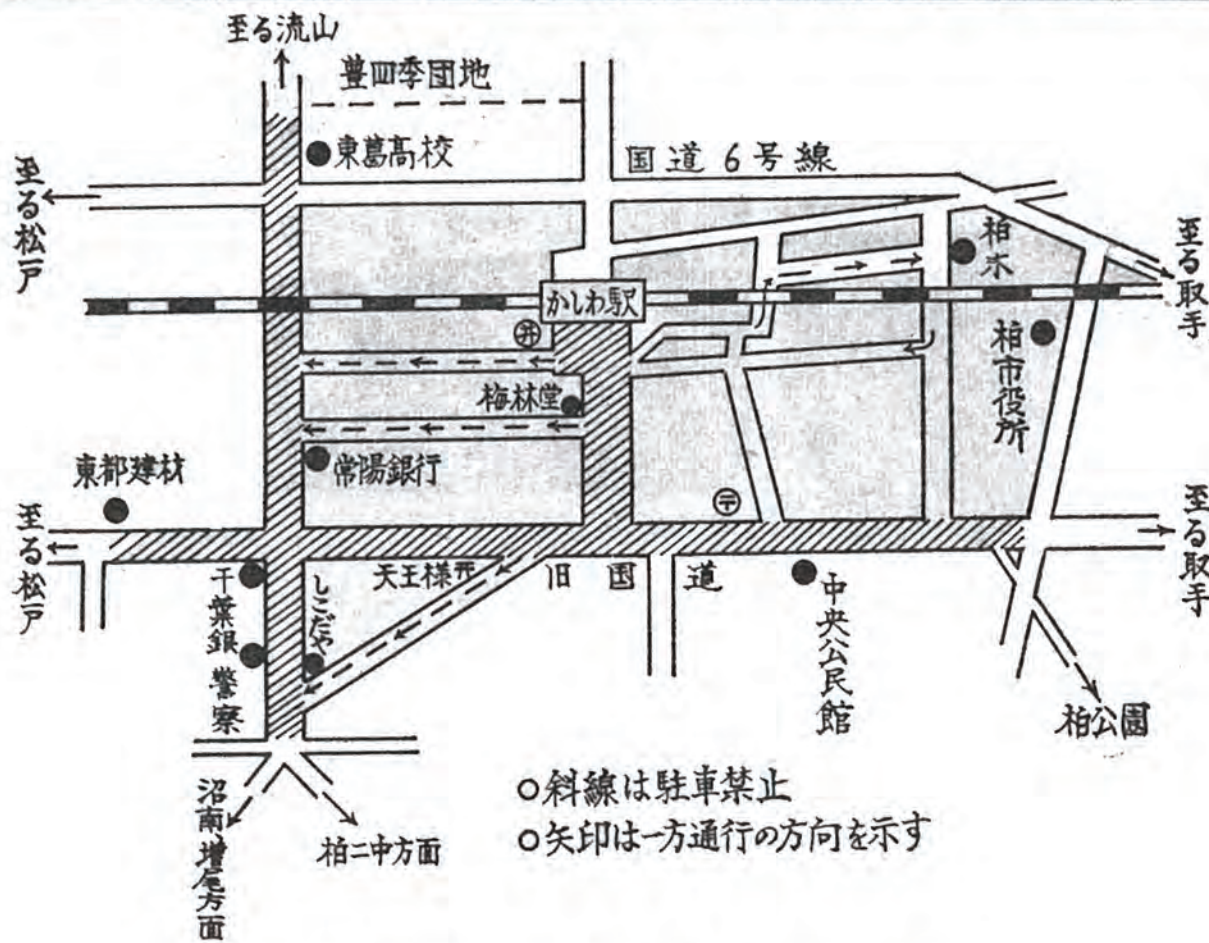 至る流山
豊四季団地
東葛高校
国道6号線
至る松戸
柏木
至る取手
かしわ駅
柏市役所
梅林堂
常陽銀行
東都建材
〒
至る松戸
至る取手
天王様
旧国道
千葉銀
しこだや
中央公民館
警察
柏公園
○斜線は駐車禁止
○矢印は一方通行の方向を示す
沼南、増尾方面
柏二中方面